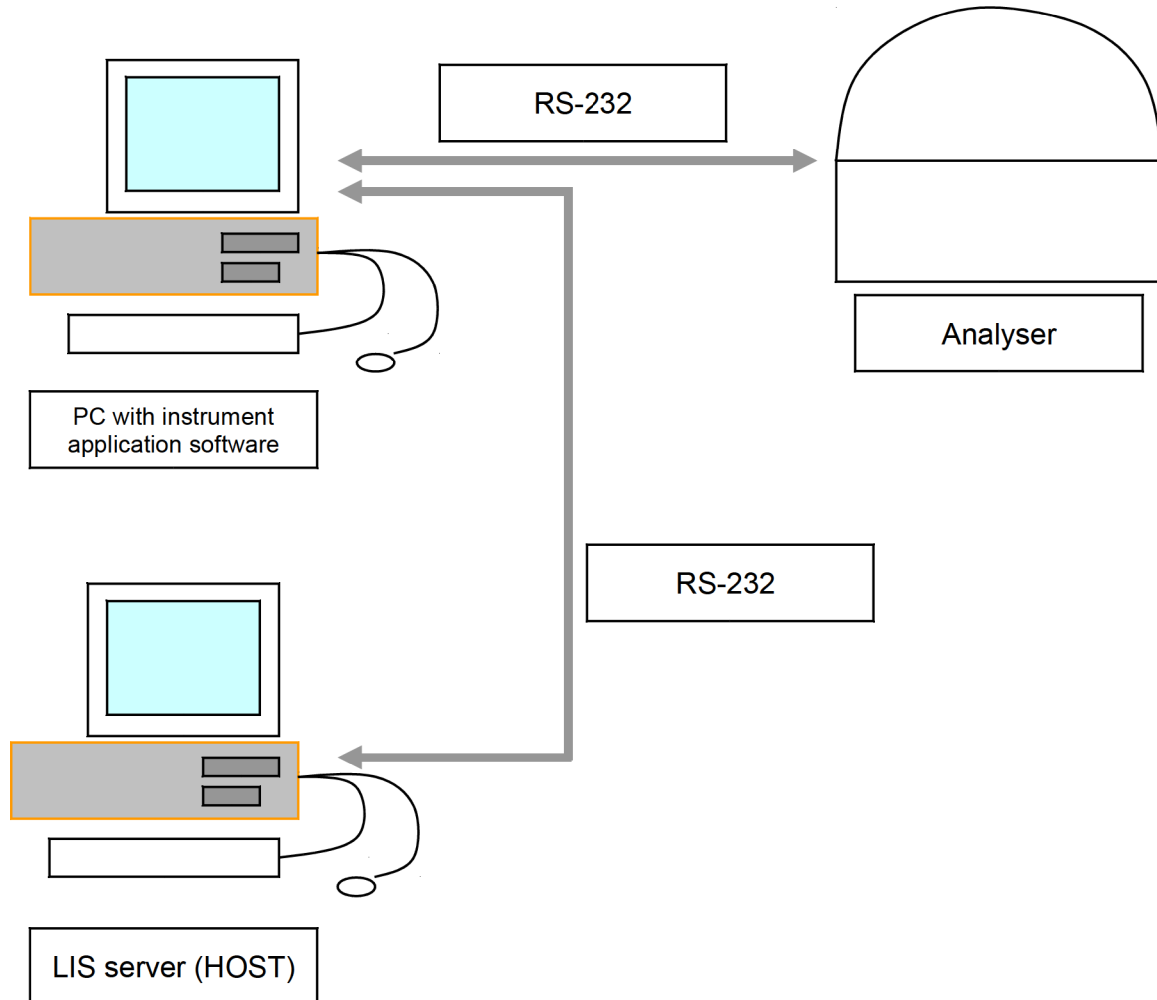 RS-232
Analyser
PC with instrument
application software
RS-232
LIS server (HOST)